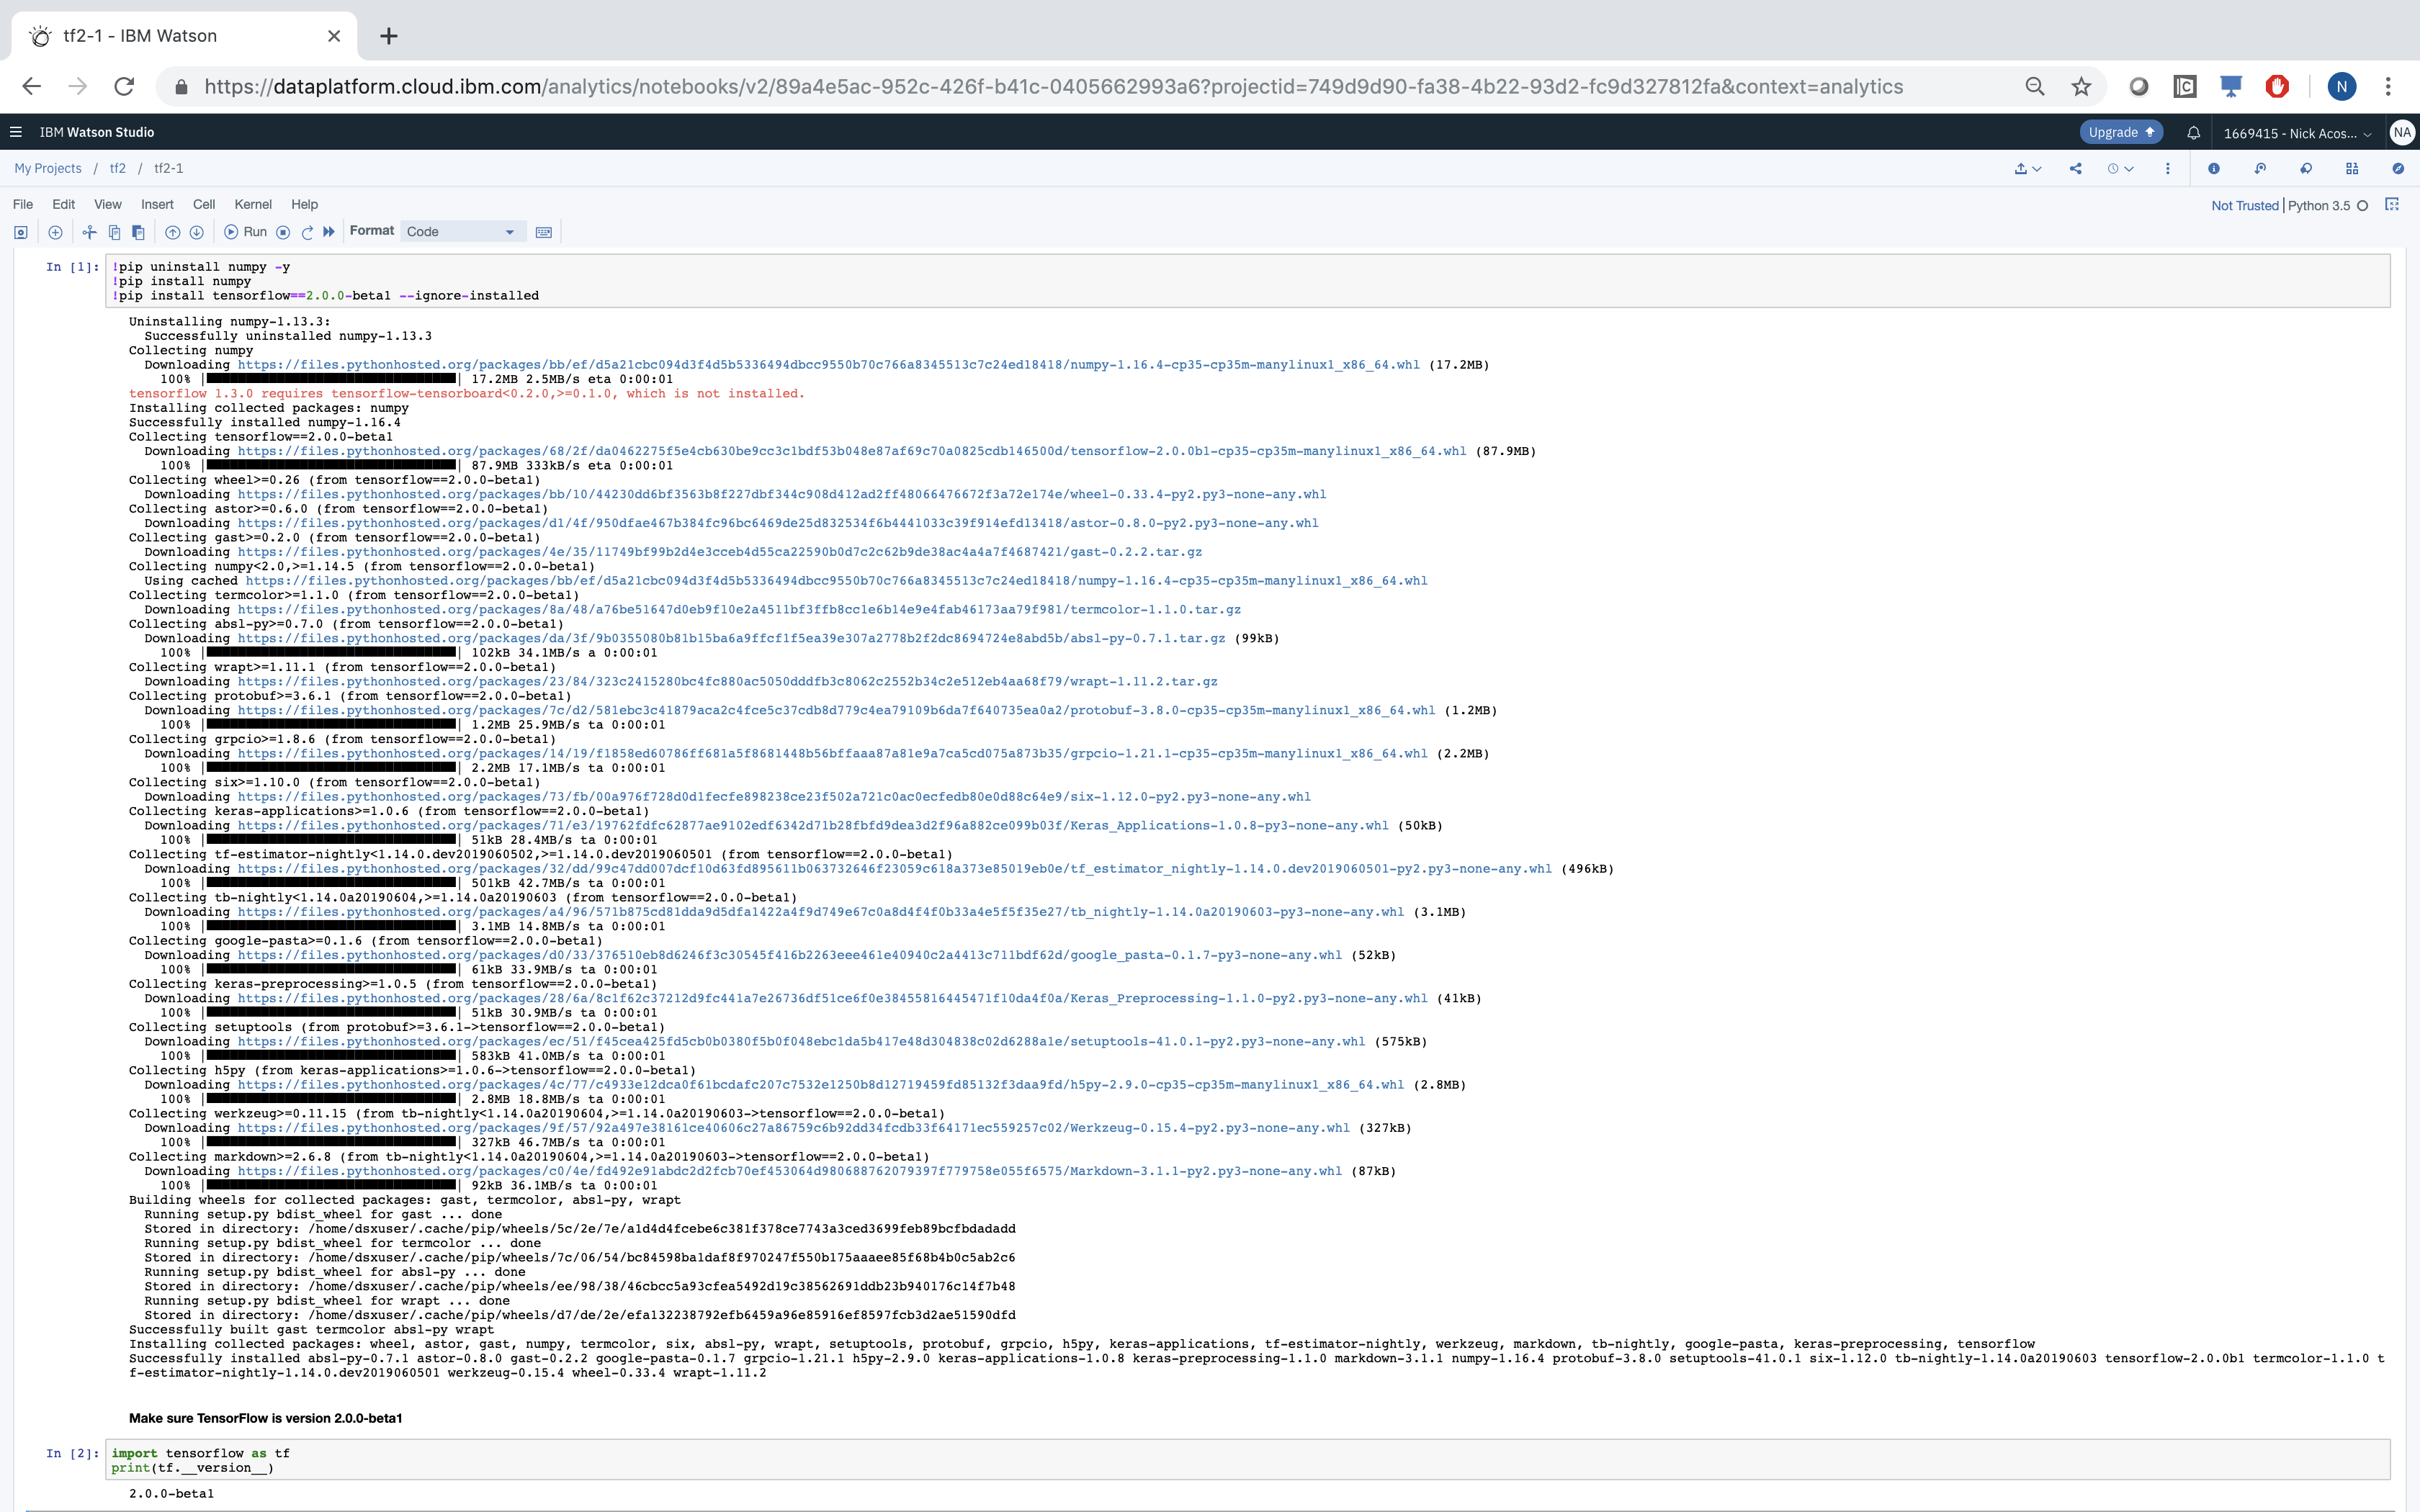 tf2-1 - IBM Watson
https://dataplatform.cloud.ibm.com/analytics/notebooks/v2/89a4e5ac-952c-426f-b41c-0405662993a6?projectid=749d9d90-fa38-4b22-93d2-fc9d327812fa&context=analytics
N
IBM Watson Studio
Upgrade
1669415 - Nick Acos...
NA
My Projects / tf2 / tf2-1
File Edit View Insert Cell Kernel Help
Not Trusted | Python 3.5
Run
Format
Code
In [1]:
!pip uninstall numpy -y
!pip install numpy
!pip install tensorflow==2.0.0-beta1 --ignore-installed
Uninstalling numpy-1.13.3:
Successfully uninstalled numpy-1.13.3
Collecting numpy
Downloading https://files.pythonhosted.org/packages/bb/ef/d5a21cbc094d3f4d5b5336494dbcc9550b70c766a8345513c7c24ed18418/numpy-1.16.4-cp35-cp35m-manylinux1_x86_64.whl (17.2MB)
100% | | 17.2MB 2.5MB/s eta 0:00:01
tensorflow 1.3.0 requires tensorflow-tensorboard<0.2.0,>=0.1.0, which is not installed.
Installing collected packages: numpy
Successfully installed numpy-1.16.4
Collecting tensorflow==2.0.0-beta1
Downloading https://files.pythonhosted.org/packages/68/2f/da0462275f5e4cb630be9cc3c1bdf53b048e87af69c70a0825cdb146500d/tensorflow-2.0.0b1-cp35-cp35m-manylinux1_x86_64.whl (87.9MB)
100% | | 87.9MB 333kB/s eta 0:00:01
Collecting wheel>=0.26 (from tensorflow==2.0.0-beta1)
Downloading https://files.pythonhosted.org/packages/bb/10/44230dd6bf3563b8f227dbf344c908d412ad2ff48066476672f3a72e174e/wheel-0.33.4-py2.py3-none-any.whl
Collecting astor>=0.6.0 (from tensorflow==2.0.0-beta1)
Downloading https://files.pythonhosted.org/packages/d1/4f/950dfae467b384fc96bc6469de25d832534f6b4441033c39f914efd13418/astor-0.8.0-py2.py3-none-any.whl
Collecting gast>=0.2.0 (from tensorflow==2.0.0-beta1)
Downloading https://files.pythonhosted.org/packages/4e/35/11749bf99b2d4e3cceb4d55ca22590b0d7c2c62b9de38ac4a4a7f4687421/gast-0.2.2.tar.gz
Collecting numpy<2.0,>=1.14.5 (from tensorflow==2.0.0-beta1)
Using cached https://files.pythonhosted.org/packages/bb/ef/d5a21cbc094d3f4d5b5336494dbcc9550b70c766a8345513c7c24ed18418/numpy-1.16.4-cp35-cp35m-manylinux1_x86_64.whl
Collecting termcolor>=1.1.0 (from tensorflow==2.0.0-beta1)
Downloading https://files.pythonhosted.org/packages/8a/48/a76be51647d0eb9f10e2a4511bf3ffb8cc1e6b14e9e4fab46173aa79f981/termcolor-1.1.0.tar.gz
Collecting absl-py>=0.7.0 (from tensorflow==2.0.0-beta1)
Downloading https://files.pythonhosted.org/packages/da/3f/9b0355080b81b15ba6a9ffcf1f5ea39e307a2778b2f2dc8694724e8abd5b/absl-py-0.7.1.tar.gz (99kB)
100% | | 102kB 34.1MB/s a 0:00:01
Collecting wrapt>=1.11.1 (from tensorflow==2.0.0-beta1)
Downloading https://files.pythonhosted.org/packages/23/84/323c2415280bc4fc880ac5050dddfb3c8062c2552b34c2e512eb4aa68f79/wrapt-1.11.2.tar.gz
Collecting protobuf>=3.6.1 (from tensorflow==2.0.0-beta1)
Downloading https://files.pythonhosted.org/packages/7c/d2/581ebc3c41879aca2c4fce5c37cdb8d779c4ea79109b6da7f640735ea0a2/protobuf-3.8.0-cp35-cp35m-manylinux1_x86_64.whl (1.2MB)
100% | | 1.2MB 25.9MB/s ta 0:00:01
Collecting grpcio>=1.8.6 (from tensorflow==2.0.0-beta1)
Downloading https://files.pythonhosted.org/packages/14/19/f1858ed60786ff681a5f8681448b56bffaaa87a81e9a7ca5cd075a873b35/grpcio-1.21.1-cp35-cp35m-manylinux1_x86_64.whl (2.2MB)
100% | | 2.2MB 17.1MB/s ta 0:00:01
Collecting six>=1.10.0 (from tensorflow==2.0.0-beta1)
Downloading https://files.pythonhosted.org/packages/73/fb/00a976f728d0d1fecfe898238ce23f502a721c0ac0ecfedb80e0d88c64e9/six-1.12.0-py2.py3-none-any.whl
Collecting keras-applications>=1.0.6 (from tensorflow==2.0.0-beta1)
Downloading https://files.pythonhosted.org/packages/71/e3/19762fdfc62877ae9102edf6342d71b28fbfd9dea3d2f96a882ce099b03f/Keras_Applications-1.0.8-py3-none-any.whl (50kB)
100% | | 51kB 28.4MB/s ta 0:00:01
Collecting tf-estimator-nightly<1.14.0.dev2019060502,>=1.14.0.dev2019060501 (from tensorflow==2.0.0-beta1)
Downloading https://files.pythonhosted.org/packages/32/dd/99c47dd007dcf10d63fd895611b063732646f23059c618a373e85019eb0e/tf_estimator_nightly-1.14.0.dev2019060501-py2.py3-none-any.whl (496kB)
100% | | 501kB 42.7MB/s ta 0:00:01
Collecting tb-nightly<1.14.0a20190604,>=1.14.0a20190603 (from tensorflow==2.0.0-beta1)
Downloading https://files.pythonhosted.org/packages/a4/96/571b875cd81dda9d5dfa1422a4f9d749e67c0a8d4f4f0b33a4e5f5f35e27/tb_nightly-1.14.0a20190603-py3-none-any.whl (3.1MB)
100% | | 3.1MB 14.8MB/s ta 0:00:01
Collecting google-pasta>=0.1.6 (from tensorflow==2.0.0-beta1)
Downloading https://files.pythonhosted.org/packages/d0/33/376510eb8d6246f3c30545f416b2263eee461e40940c2a4413c711bdf62d/google_pasta-0.1.7-py3-none-any.whl (52kB)
100% | | 61kB 33.9MB/s ta 0:00:01
Collecting keras-preprocessing>=1.0.5 (from tensorflow==2.0.0-beta1)
Downloading https://files.pythonhosted.org/packages/28/6a/8c1f62c37212d9fc441a7e26736df51ce6f0e38455816445471f10da4f0a/Keras_Preprocessing-1.1.0-py2.py3-none-any.whl (41kB)
100% | | 51kB 30.9MB/s ta 0:00:01
Collecting setuptools (from protobuf>=3.6.1->tensorflow==2.0.0-beta1)
Downloading https://files.pythonhosted.org/packages/ec/51/f45cea425fd5cb0b0380f5b0f048ebc1da5b417e48d304838c02d6288a1e/setuptools-41.0.1-py2.py3-none-any.whl (575kB)
100% | | 583kB 41.0MB/s ta 0:00:01
Collecting h5py (from keras-applications>=1.0.6->tensorflow==2.0.0-beta1)
Downloading https://files.pythonhosted.org/packages/4c/77/c4933e12dca0f61bcdafc207c7532e1250b8d12719459fd85132f3daa9fd/h5py-2.9.0-cp35-cp35m-manylinux1_x86_64.whl (2.8MB)
100% | | 2.8MB 18.8MB/s ta 0:00:01
Collecting werkzeug>=0.11.15 (from tb-nightly<1.14.0a20190604,>=1.14.0a20190603->tensorflow==2.0.0-beta1)
Downloading https://files.pythonhosted.org/packages/9f/57/92a497e38161ce40606c27a86759c6b92dd34fcdb33f64171ec559257c02/Werkzeug-0.15.4-py2.py3-none-any.whl (327kB)
100% | | 327kB 46.7MB/s ta 0:00:01
Collecting markdown>=2.6.8 (from tb-nightly<1.14.0a20190604,>=1.14.0a20190603->tensorflow==2.0.0-beta1)
Downloading https://files.pythonhosted.org/packages/c0/4e/fd492e91abdc2d2fcb70ef453064d980688762079397f779758e055f6575/Markdown-3.1.1-py2.py3-none-any.whl (87kB)
100% | | 92kB 36.1MB/s ta 0:00:01
Building wheels for collected packages: gast, termcolor, absl-py, wrapt
Running setup.py bdist_wheel for gast ... done
Stored in directory: /home/dsxuser/.cache/pip/wheels/5c/2e/7e/a1d4d4fcebe6c381f378ce7743a3ced3699feb89bcfbdadadd
Running setup.py bdist_wheel for termcolor ... done
Stored in directory: /home/dsxuser/.cache/pip/wheels/7c/06/54/bc84598ba1daf8f970247f550b175aaaee85f68b4b0c5ab2c6
Running setup.py bdist_wheel for absl-py ... done
Stored in directory: /home/dsxuser/.cache/pip/wheels/ee/98/38/46cbcc5a93cfea5492d19c38562691ddb23b940176c14f7b48
Running setup.py bdist_wheel for wrapt ... done
Stored in directory: /home/dsxuser/.cache/pip/wheels/d7/de/2e/efa132238792efb6459a96e85916ef8597fcb3d2ae51590dfd
Successfully built gast termcolor absl-py wrapt
Installing collected packages: wheel, astor, gast, numpy, termcolor, six, absl-py, wrapt, setuptools, protobuf, grpcio, h5py, keras-applications, tf-estimator-nightly, werkzeug, markdown, tb-nightly, google-pasta, keras-preprocessing, tensorflow
Successfully installed absl-py-0.7.1 astor-0.8.0 gast-0.2.2 google-pasta-0.1.7 grpcio-1.21.1 h5py-2.9.0 keras-applications-1.0.8 keras-preprocessing-1.1.0 markdown-3.1.1 numpy-1.16.4 protobuf-3.8.0 setuptools-41.0.1 six-1.12.0 tb-nightly-1.14.0a20190603 tensorflow-2.0.0b1 termcolor-1.1.0 t
f-estimator-nightly-1.14.0.dev2019060501 werkzeug-0.15.4 wheel-0.33.4 wrapt-1.11.2
Make sure TensorFlow is version 2.0.0-beta1
In [2]:
import tensorflow as tf
print(tf.__version__)
2.0.0-beta1